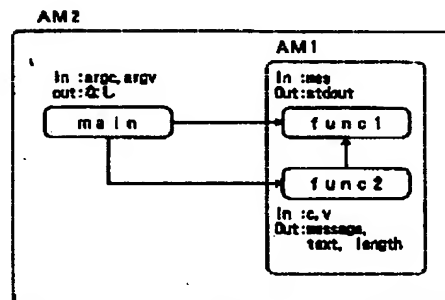 AM2
AM1
In :argc, argv
out:なし
main
In :mes
Out:stdout
func1
func2
In :c, v
Out:message,
text, length